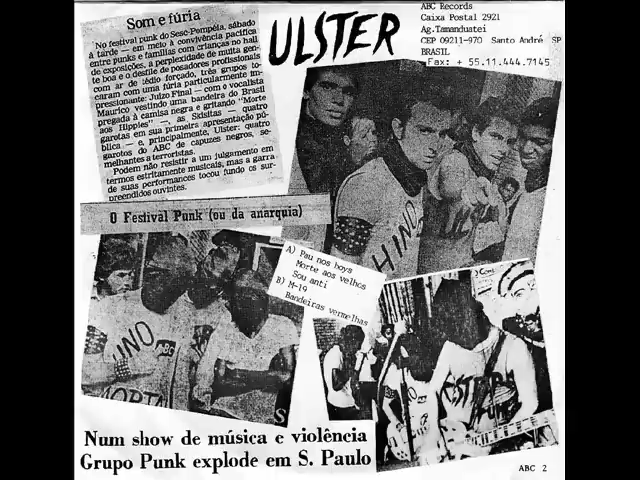 Som e fúria
No festival punk do Sesc-Pompéia, sábado
à tarde — em meio à convivência pacífica
entre punks e famílias com crianças no hall
de exposições, a perplexidade de muita gen-
te boa e o desfile de posadores profissionais
com ar de tédio forçado, três grupos to-
caram com uma fúria particularmente im-
pressionante: Juízo Final — com o vocalista
Maurico vestindo uma bandeira do Brasil
pregada à camisa negra e gritando "Morte
aos Hippies" —, as Skisitas — quatro
garotas em sua primeira apresentação pú-
blica — e, principalmente, Ulster: quatro
garotos do ABC de capuzes negros, se-
melhantes a terroristas.
Podem não resistir a um julgamento em
termos estritamente musicais, mas a garra
de suas performances tocou fundo os sur-
preendidos ouvintes.
ULSTER
ABC Records
Caixa Postal 2921
Ag.Tamanduatei
CEP 09211-970 Santo André SP
BRASIL
Fax: + 55.11.444.7145
O Festival Punk (ou da anarquia)
HINO
A) Pau nos boys
Morte aos velhos
Sou anti
B) M-19
Bandeiras vermelhas
HINO
ABC
MORTAL
S
Num show de música e violência
Grupo Punk explode em S. Paulo
ABC 2